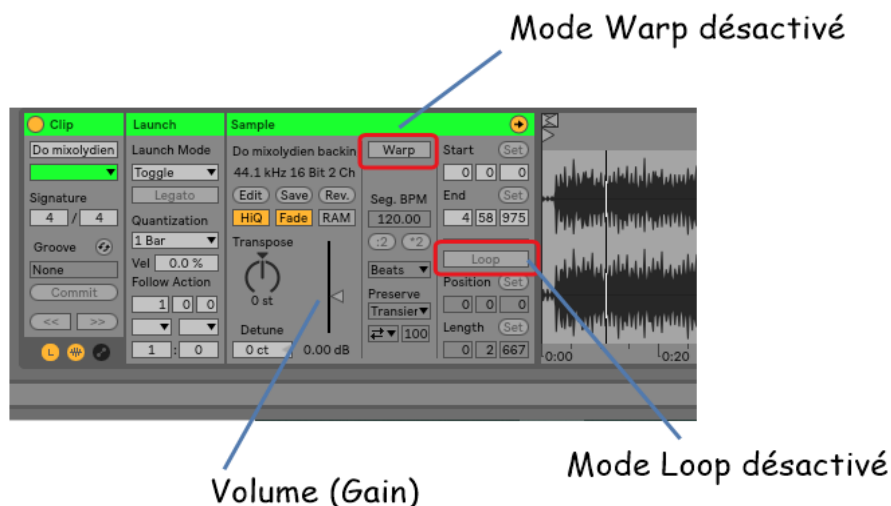 Mode Warp désactivé
Clip
Launch
Sample
Do mixolydien
Launch Mode
Do mixolydien backin
Warp
Start
Set
Toggle
44.1 kHz 16 Bit 2 Ch
0 0 0
Signature
Legato
Edit
Save
Rev.
Seg. BPM
End
Set
4 / 4
Quantization
HiQ
Fade
RAM
120.00
4 58 975
Groove
1 Bar
Transpose
:2
*2
Loop
None
Vel 0.0 %
Beats
Position
Set
Commit
Follow Action
0 st
Preserve
0 0 0
1 0 0
Transier
<<
>>
Detune
100
Length
Set
L
1 : 0
0 ct
0.00 dB
0 2 667
0:00
0:20
Mode Loop désactivé
Volume (Gain)